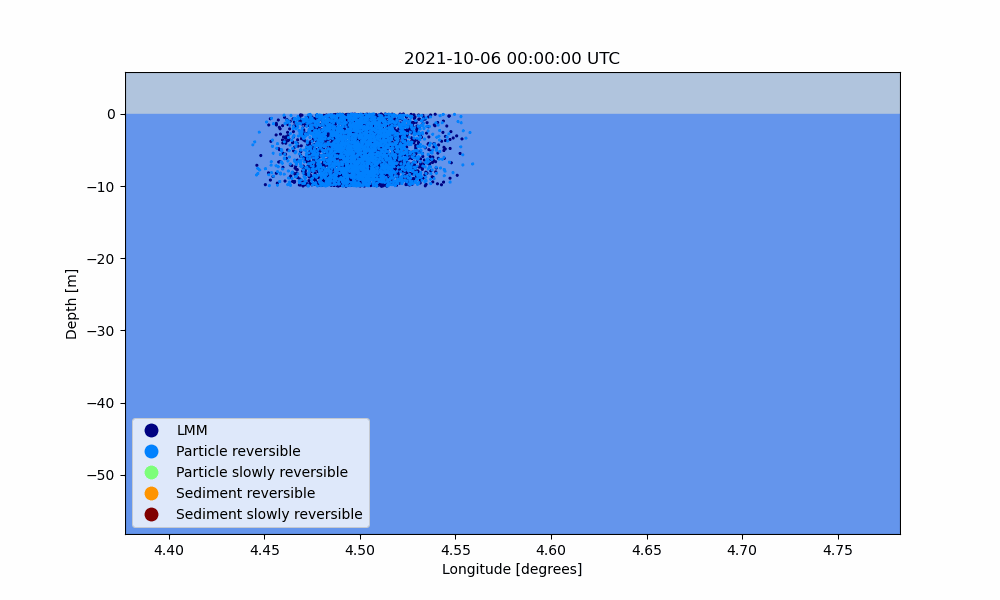 2021-10-06 00:00:00 UTC
0
−10
−20
−30
−40
−50
Depth [m]
LMM
Particle reversible
Particle slowly reversible
Sediment reversible
Sediment slowly reversible
4.40 4.45 4.50 4.55 4.60 4.65 4.70 4.75
Longitude [degrees]